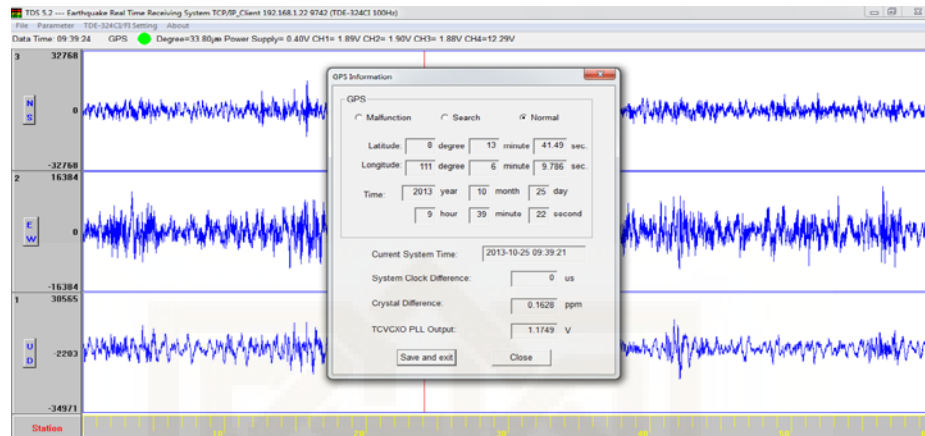 TDS 5.2 --- Earthquake Real Time Receiving System TCP/IP_Client 192.168.1.22 9742 (TDE-324CI 100Hz)
File Parameter TDE-324CI/FI Setting About
Data Time: 09:39:24 GPS Degree=33.80μm Power Supply= 0.40V CH1= 1.89V CH2= 1.90V CH3= 1.88V CH4=12.29V
3 32768
N S 0
-32768
2 16384
E W 0
-16384
1 30565
U D -2203
-34971
Station
GPS Information
GPS
Malfunction Search Normal
Latitude: 8 degree 13 minute 41.49 sec.
Longitude: 111 degree 6 minute 9.786 sec.
Time: 2013 year 10 month 25 day
9 hour 39 minute 22 second
Current System Time: 2013-10-25 09:39:21
System Clock Difference: 0 us
Crystal Difference: 0.1628 ppm
TCVCXO PLL Output: 1.1749 V
Save and exit Close
10 20 30 40 50